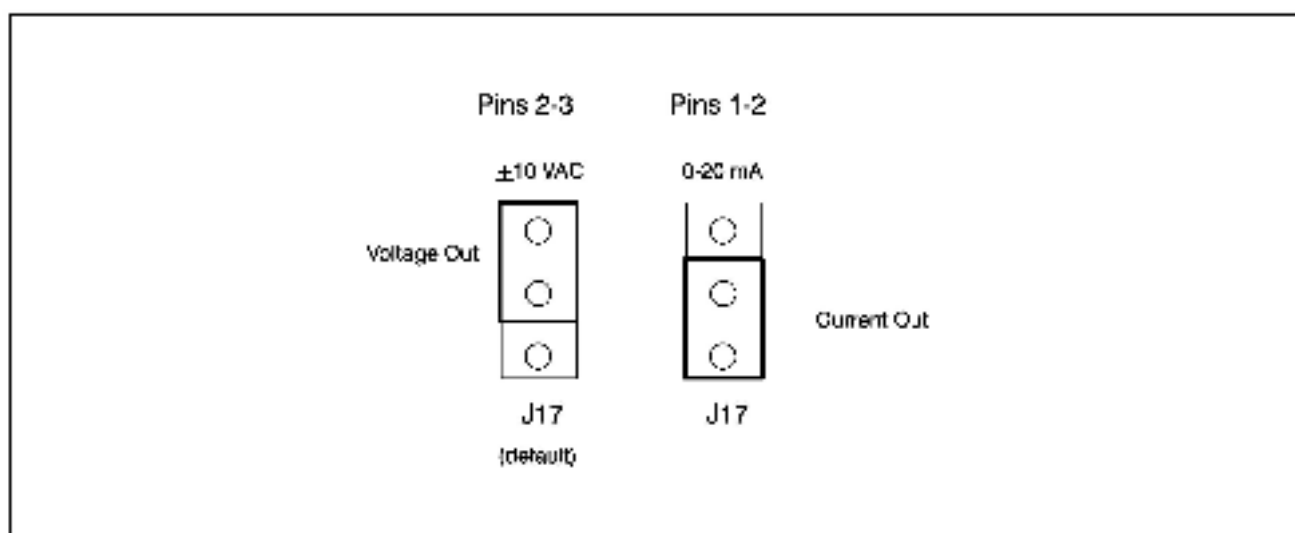 Pins 2-3
Pins 1-2
±10 VAC
0-20 mA
Voltage Out
Current Out
J17
J17
(default)